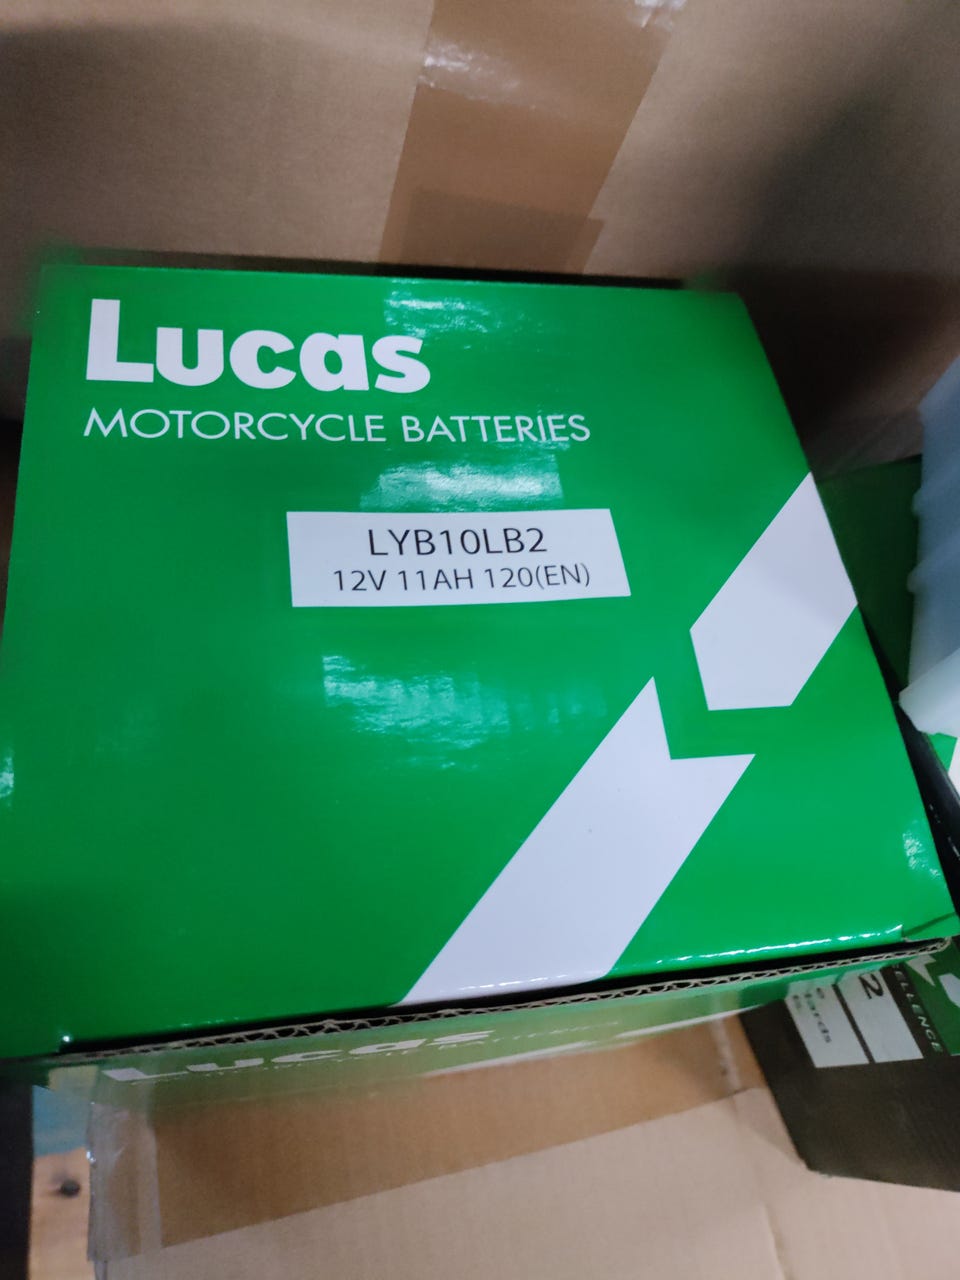 Lucas
MOTORCYCLE BATTERIES
LYB10LB2
12V 11AH 120(EN)
Lucas